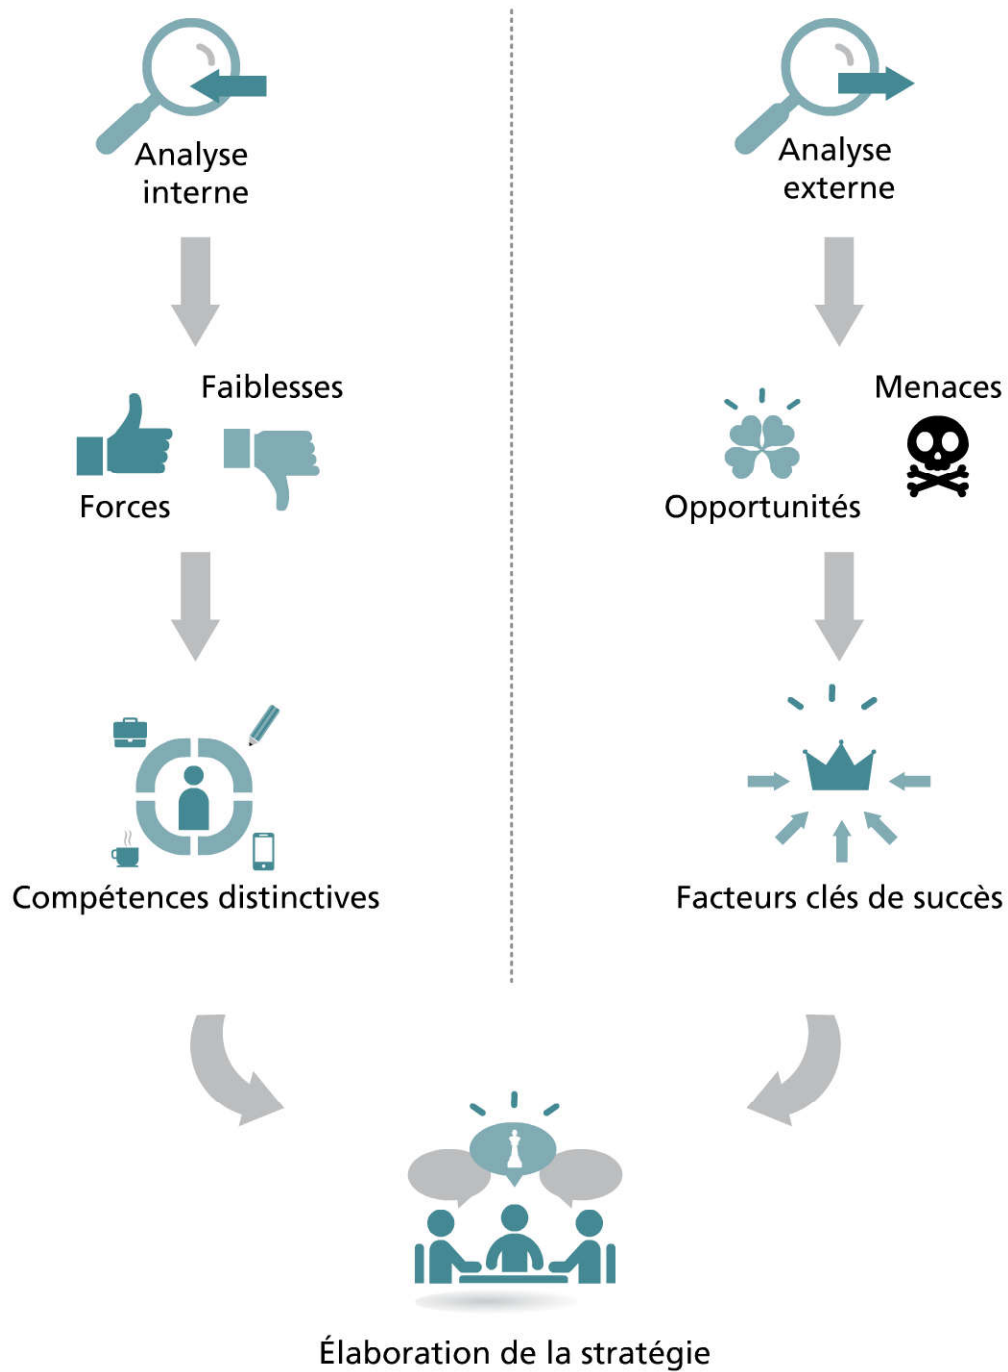 Analyse
interne
Analyse
externe
Faiblesses
Forces
Menaces
Opportunités
Compétences distinctives
Facteurs clés de succès
Élaboration de la stratégie